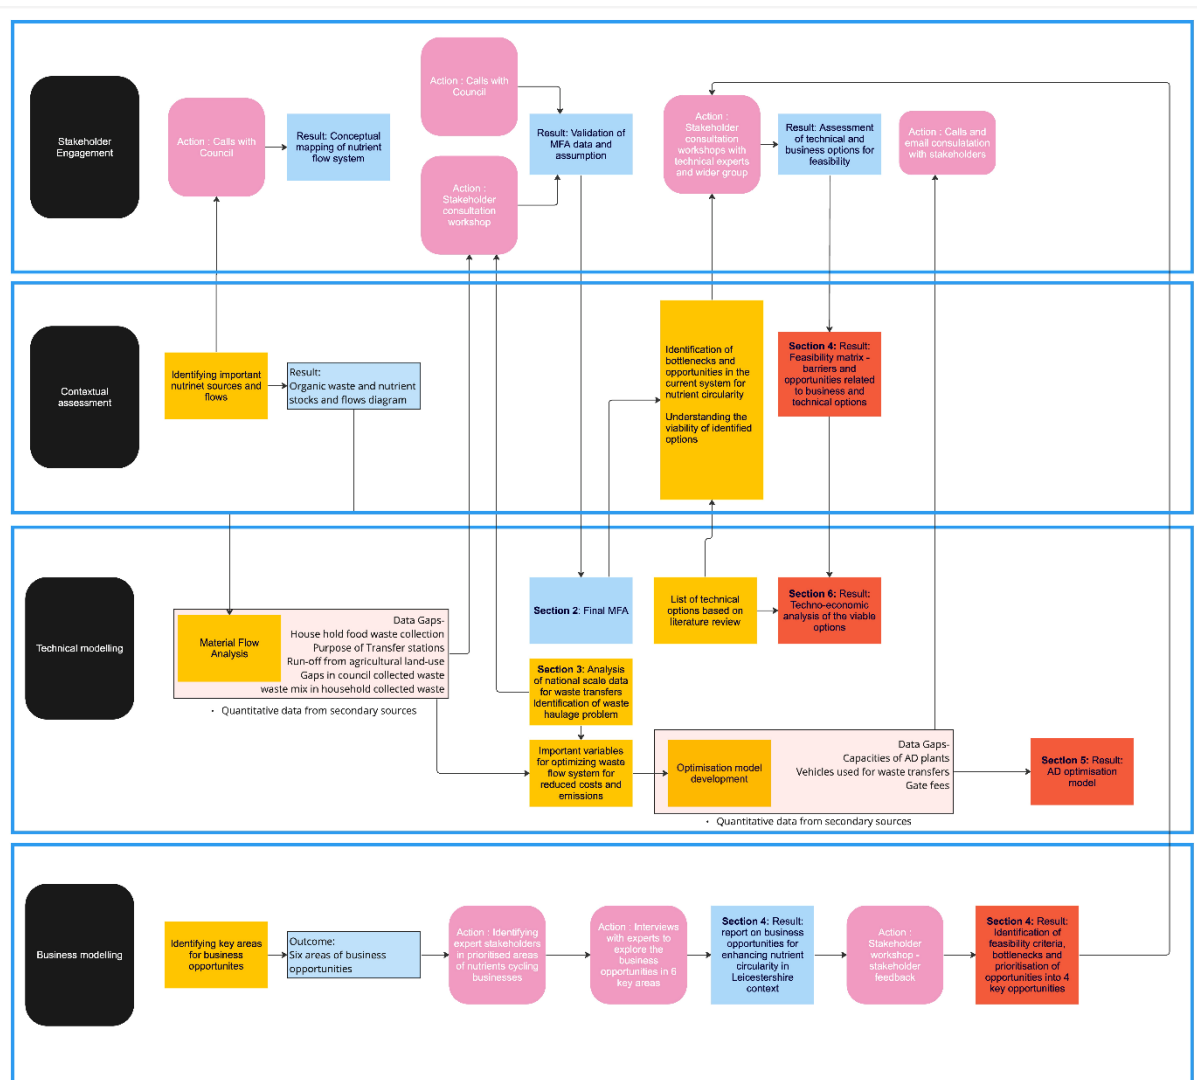 Stakeholder
Engagement
Action : Calls with
Council
Result: Conceptual
mapping of nutrient
flow system
Action : Calls with
Council
Action :
Stakeholder
consultation
workshop
Result: Validation of
MFA data and
assumption
Action :
Stakeholder
consultation
workshops with
technical experts
and wider group
Result: Assessment
of technical and
business options for
feasibility
Action : Calls and
email consulatation
with stakeholders
Contextual
assessment
Identifying important
nutrinet sources and
flows
Result:
Organic waste and nutrient
stocks and flows diagram
Identification of
bottlenecks and
opportunities in the
current system for
nutrient circularity
Understanding the
viability of identified
options
Section 4: Result:
Feasibility matrix -
barriers and
opportunities related
to business and
technical options
Technical modelling
Material Flow
Analysis
Data Gaps-
House hold food waste collection
Purpose of Transfer stations
Run-off from agricultural land-use
Gaps in council collected waste
waste mix in household collected waste
• Quantitative data from secondary sources
Section 2: Final MFA
List of technical
options based on
literature review
Section 6: Result:
Techno-economic
analysis of the viable
options
Section 3: Analysis
of national scale data
for waste transfers
Identification of waste
haulage problem
Important variables
for optimizing waste
flow system for
reduced costs and
emissions
Optimisation model
development
Data Gaps-
Capacities of AD plants
Vehicles used for waste transfers
Gate fees
• Quantitative data from secondary sources
Section 5: Result:
AD optimisation
model
Business modelling
Identifying key areas
for business
opportunites
Outcome:
Six areas of business
opportunities
Action : Identifying
expert stakeholders
in prioritised areas
of nutrients cycling
businesses
Action : Interviews
with experts to
explore the
business
opportunities in 6
key areas
Section 4: Result:
report on business
opportunities for
enhancing nutrient
circularity in
Leicestershire
context
Action :
Stakeholder
workshop -
stakeholder
feedback
Section 4: Result:
Identification of
feasibility criteria,
bottlenecks and
prioritisation of
opportunities into 4
key opportunities